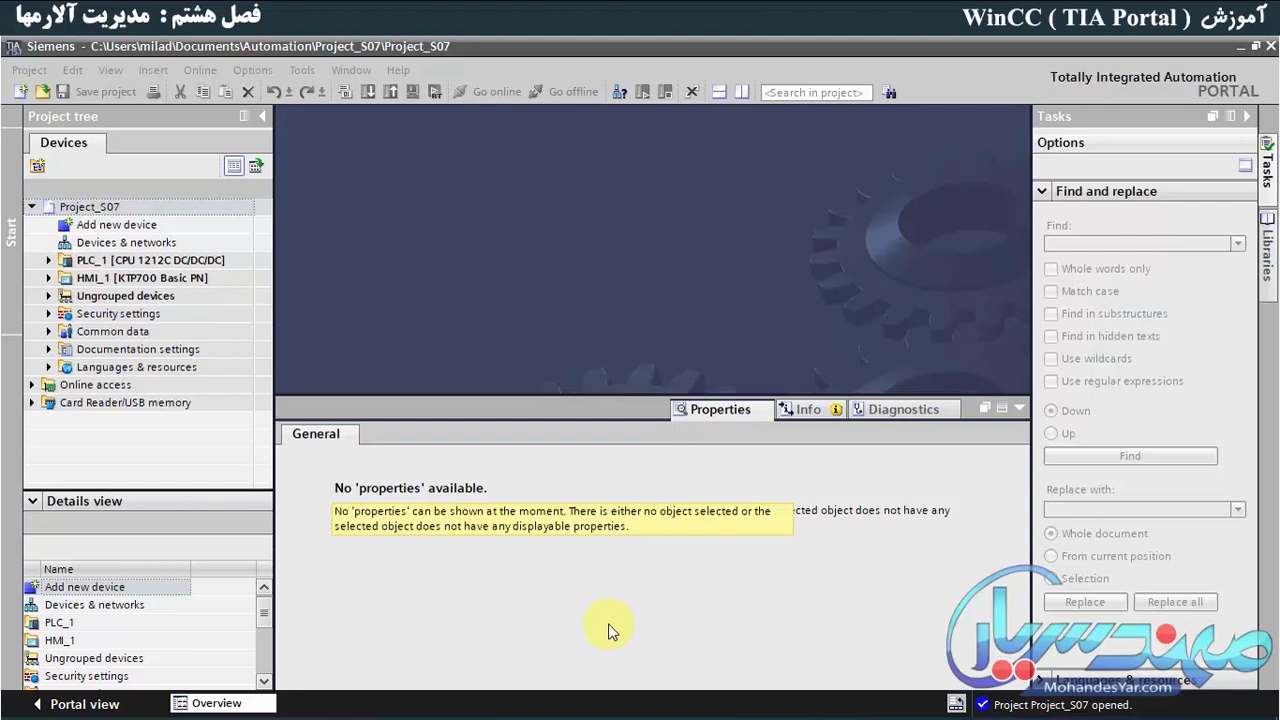 آموزش WinCC ( TIA Portal )
فصل هشتم : مدیریت آلارمها
Siemens - C:\Users\milad\Documents\Automation\Project_S07\Project_S07
Project Edit View Insert Online Options Tools Window Help
Totally Integrated Automation
PORTAL
Save project
Go online
Go offline
<Search in project>
Project tree
Devices
Start
Project_S07
Add new device
Devices & networks
PLC_1 [CPU 1212C DC/DC/DC]
HMI_1 [KTP700 Basic PN]
Ungrouped devices
Security settings
Common data
Documentation settings
Languages & resources
Online access
Card Reader/USB memory
Details view
Name
Add new device
Devices & networks
PLC_1
HMI_1
Ungrouped devices
Security settings
Properties
Info
Diagnostics
General
No 'properties' available.
No 'properties' can be shown at the moment. There is either no object selected or the
selected object does not have any displayable properties.
ected object does not have any
Tasks
Options
Find and replace
Find:
Whole words only
Match case
Find in substructures
Find in hidden texts
Use wildcards
Use regular expressions
Down
Up
Find
Replace with:
Whole document
From current position
Selection
Replace
Replace all
Languages & resources
Tasks
Libraries
مهندسیار
MohandesYar.com
Portal view
Overview
Project Project_S07 opened.